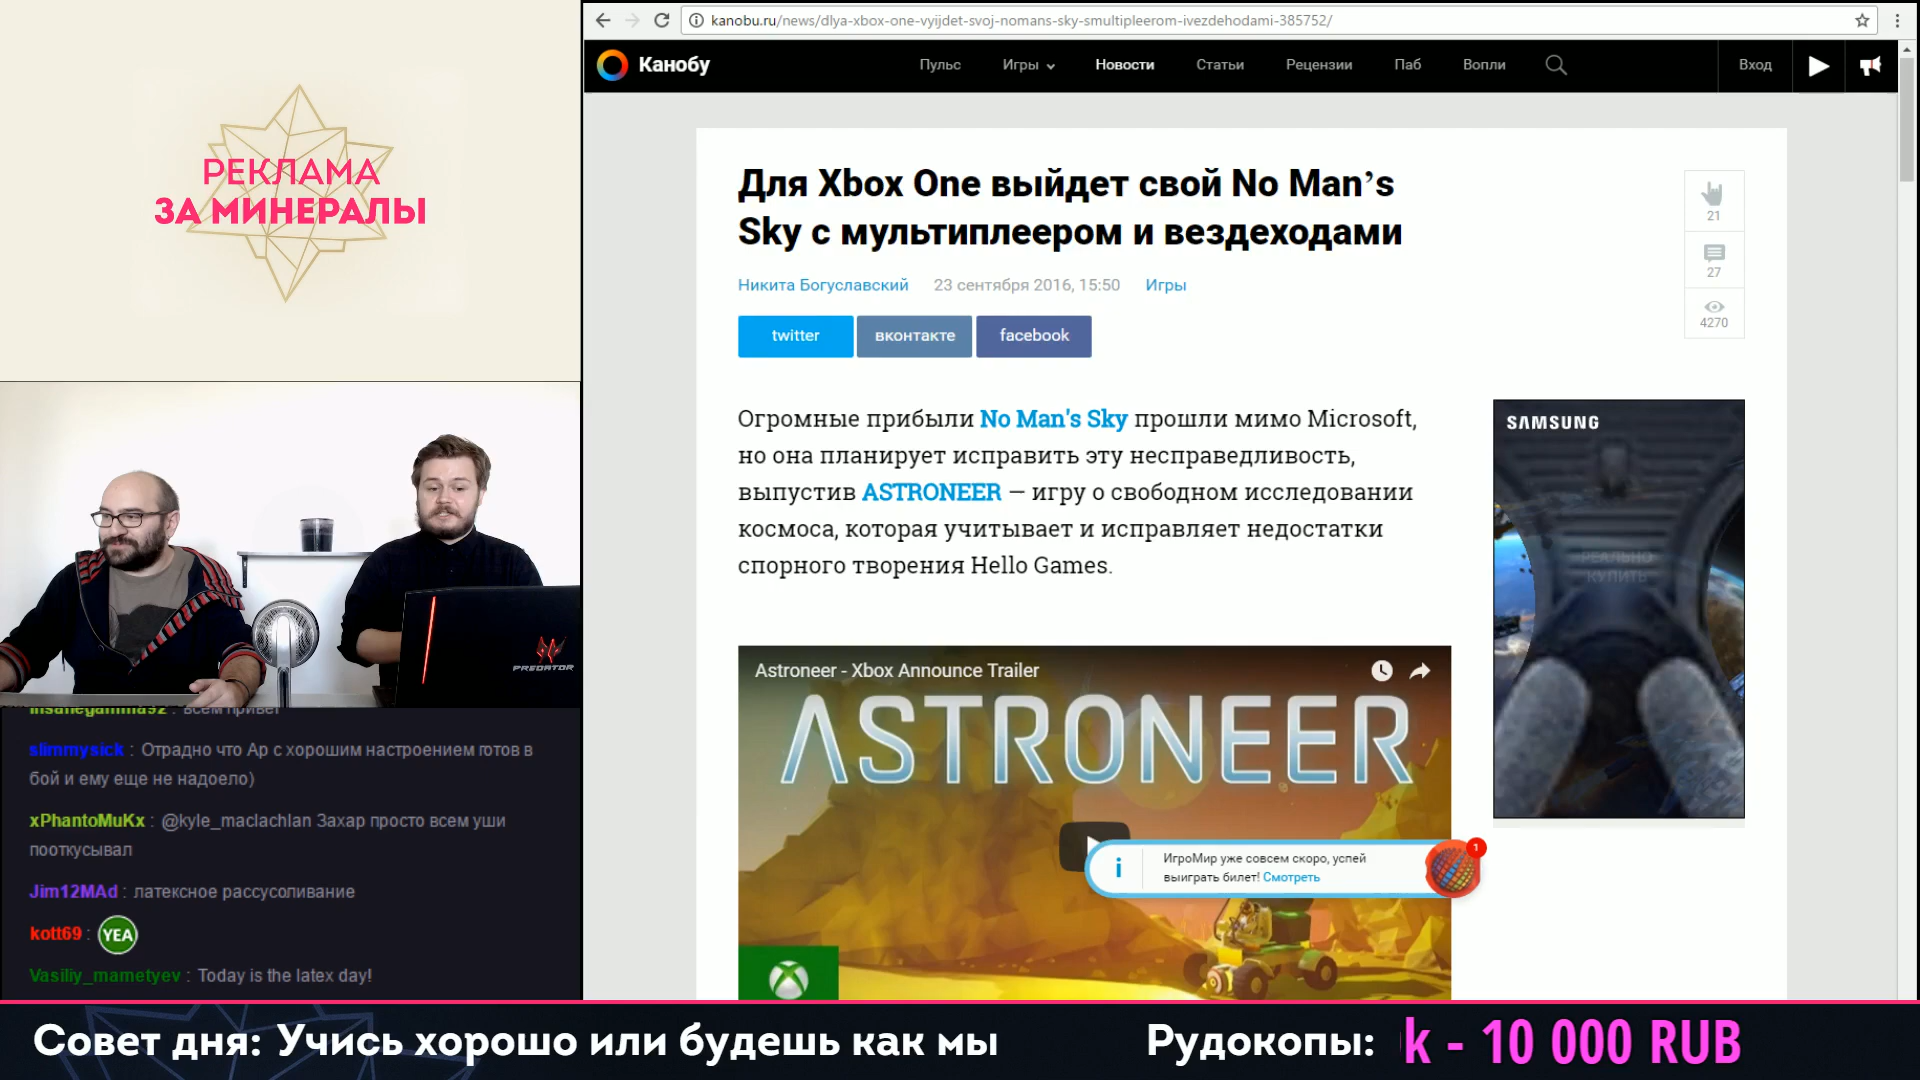 kanobu.ru/news/dlya-xbox-one-vyijdet-svoj-nomans-sky-smultipleerom-ivezdehodami-385752/
Канобу
Пульс Игры Новости Статьи Рецензии Паб Вопли Вход
РЕКЛАМА
ЗА МИНЕРАЛЫ
Для Xbox One выйдет свой No Man’s
Sky с мультиплеером и вездеходами
Никита Богуславский 23 сентября 2016, 15:50 Игры
twitter вконтакте facebook
21
27
4270
Огромные прибыли No Man's Sky прошли мимо Microsoft,
но она планирует исправить эту несправедливость,
выпустив ASTRONEER — игру о свободном исследовании
космоса, которая учитывает и исправляет недостатки
спорного творения Hello Games.
SAMSUNG
РЕАЛЬНО
КУПИТЬ
Astroneer - Xbox Announce Trailer
ASTRONEER
i
ИгроМир уже совсем скоро, успей
выиграть билет! Смотреть
1
PREDATOR
insanegamma92 : всем привет
slimmysick : Отрадно что Ар с хорошим настроением готов в
бой и ему еще не надоело)
xPhantoMuKx : @kyle_maclachlan Захар просто всем уши
пооткусывал
Jim12MAd : латексное рассусоливание
kott69 : YEA
Vasiliy_mametyev : Today is the latex day!
Совет дня: Учись хорошо или будешь как мы
Рудокопы: k - 10 000 RUB